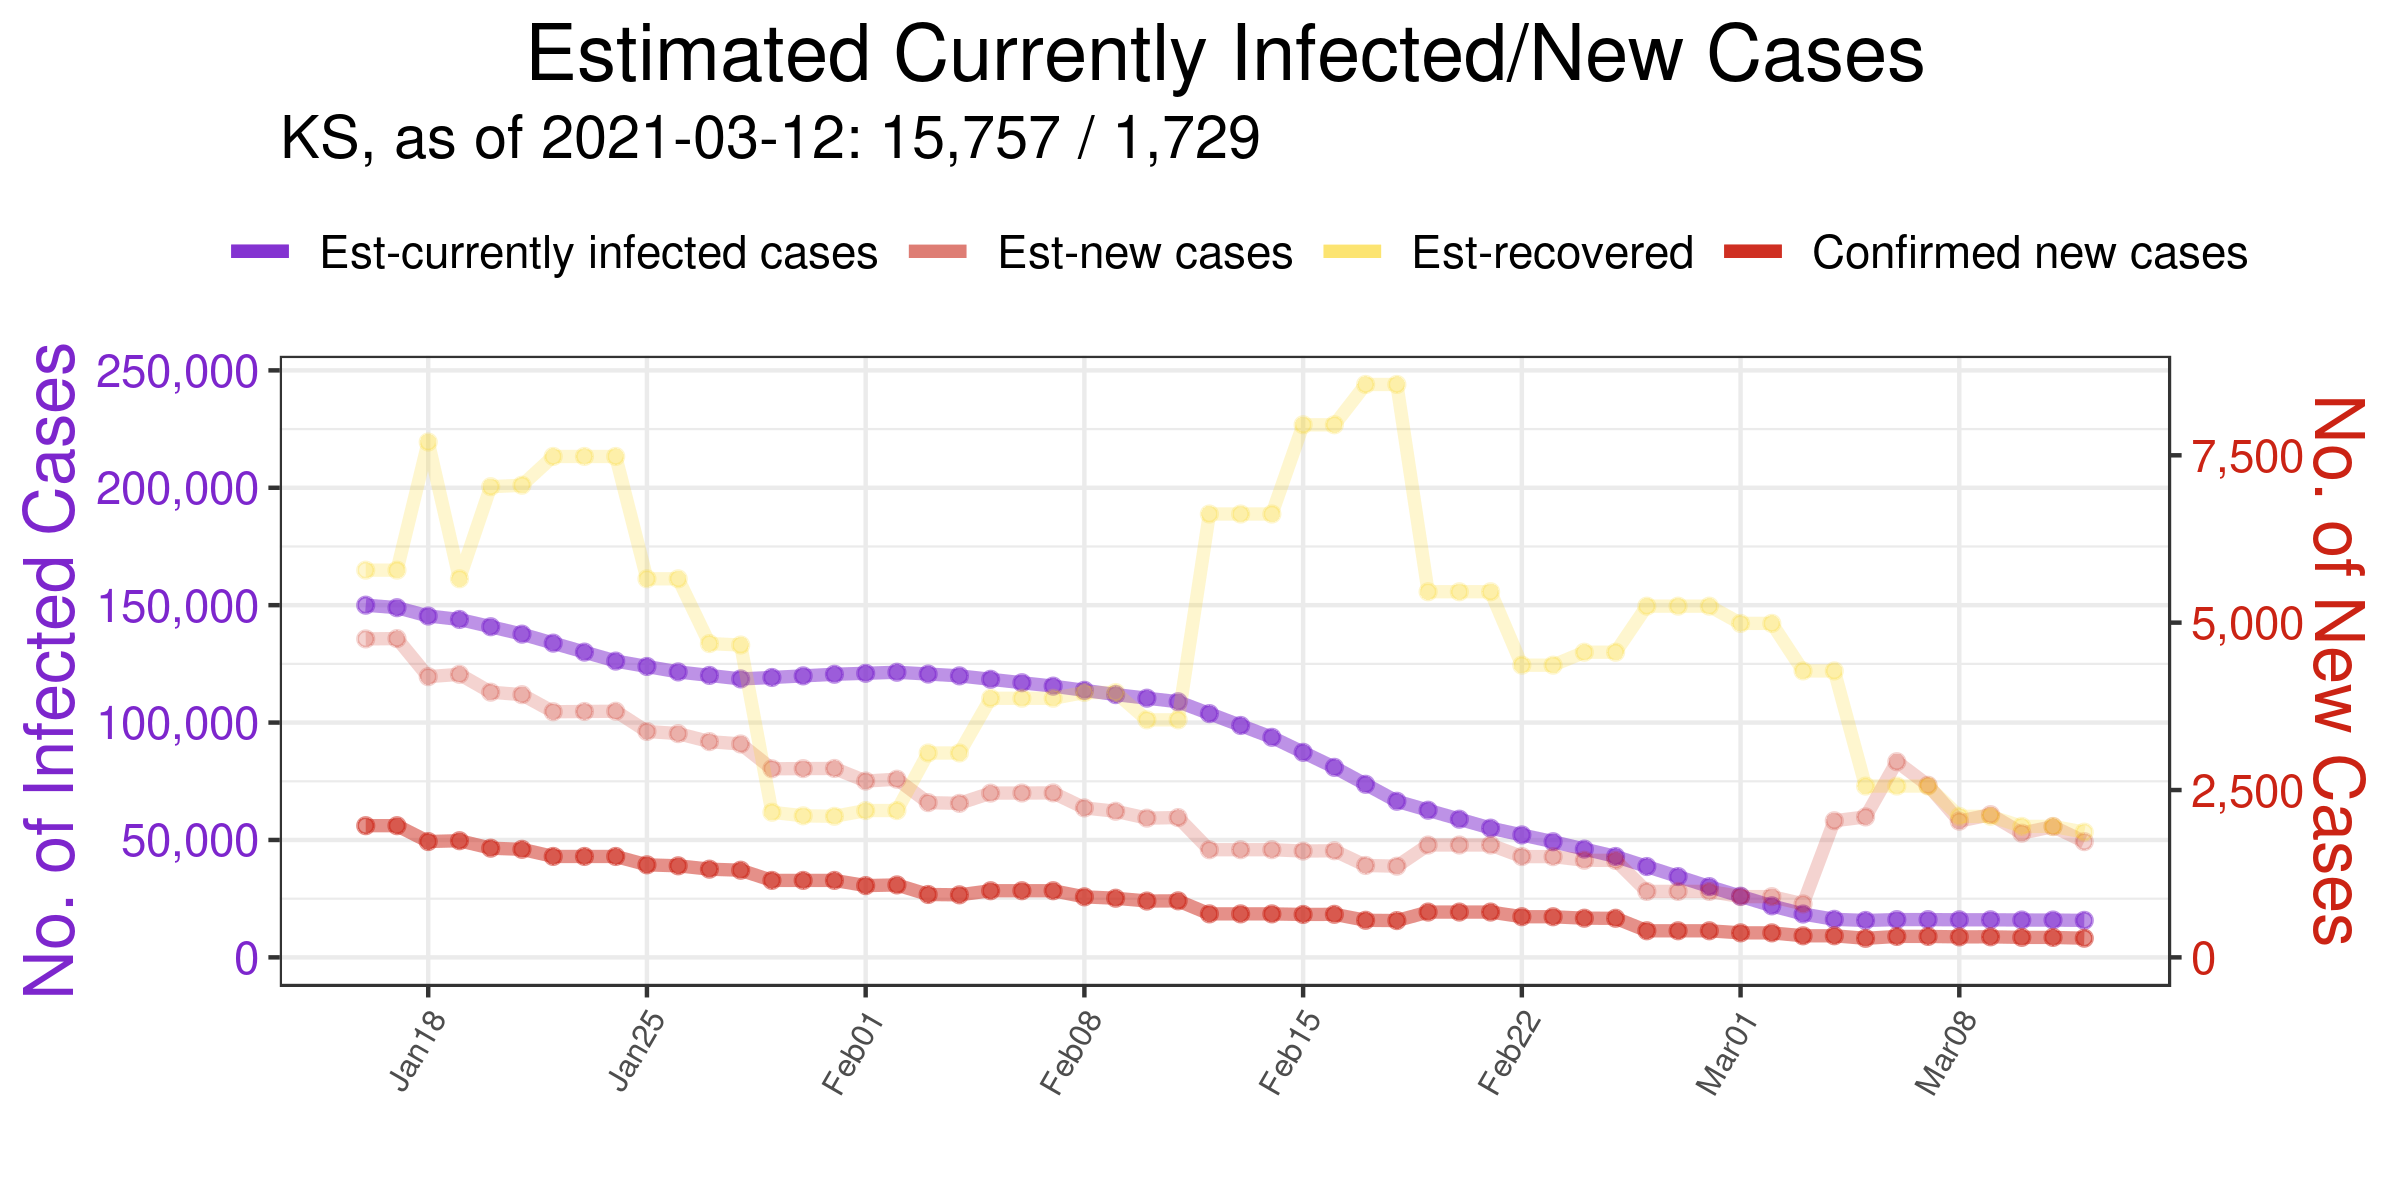 Estimated Currently Infected/New Cases
KS, as of 2021-03-12: 15,757 / 1,729
Est-currently infected cases Est-new cases Est-recovered Confirmed new cases
No. of Infected Cases
250,000
200,000
150,000
100,000
50,000
0
7,500
5,000
2,500
0
No. of New Cases
Jan18 Jan25 Feb01 Feb08 Feb15 Feb22 Mar01 Mar08